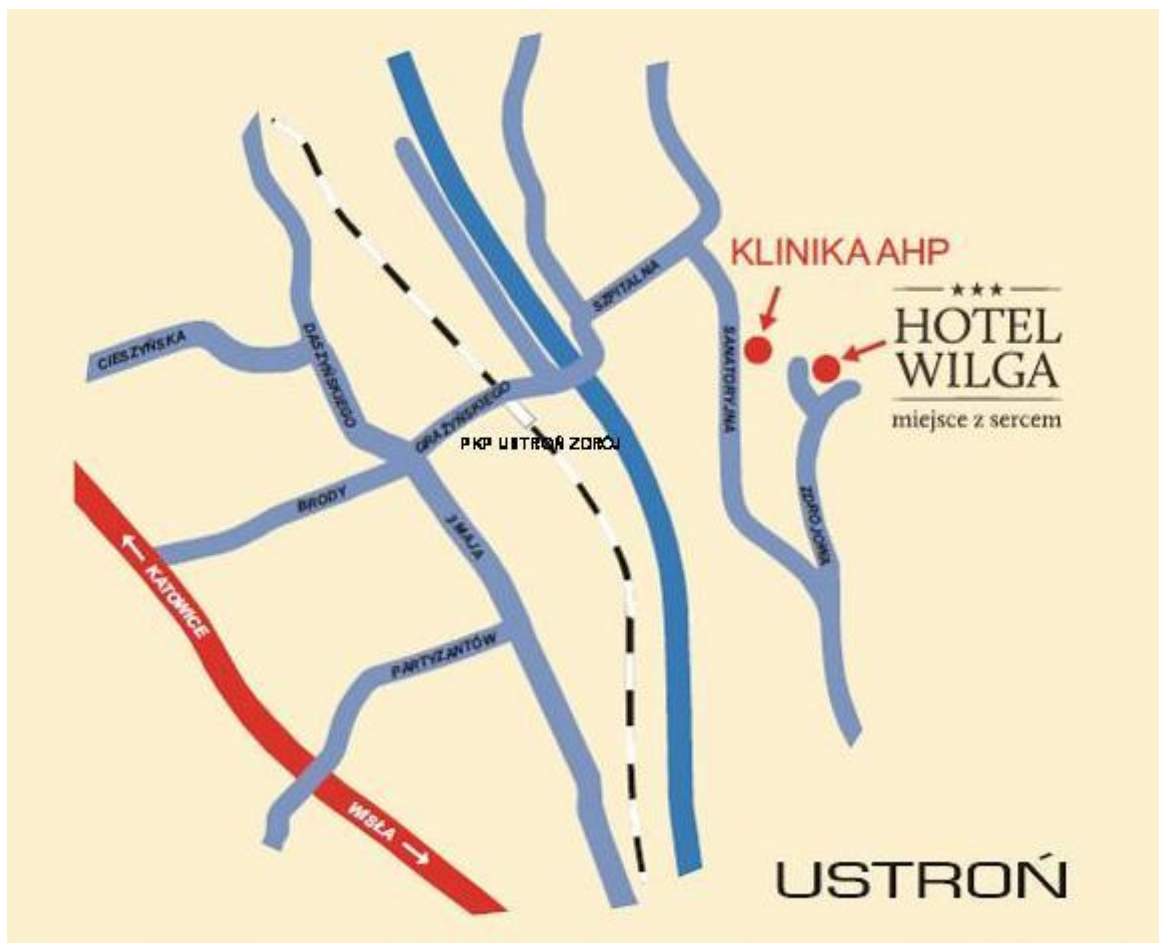 KLINIKA AHP
★★★
HOTEL
WILGA
miejsce z sercem
SZPITALNA
SANATORYJNA
ZDROJOWA
CIESZYŃSKA
DASZYŃSKIEGO
GRAŻYŃSKIEGO
PKP USTROŃ ZDRÓJ
BRODY
3 MAJA
PARTYZANTÓW
← KATOWICE
WISŁA →
USTROŃ